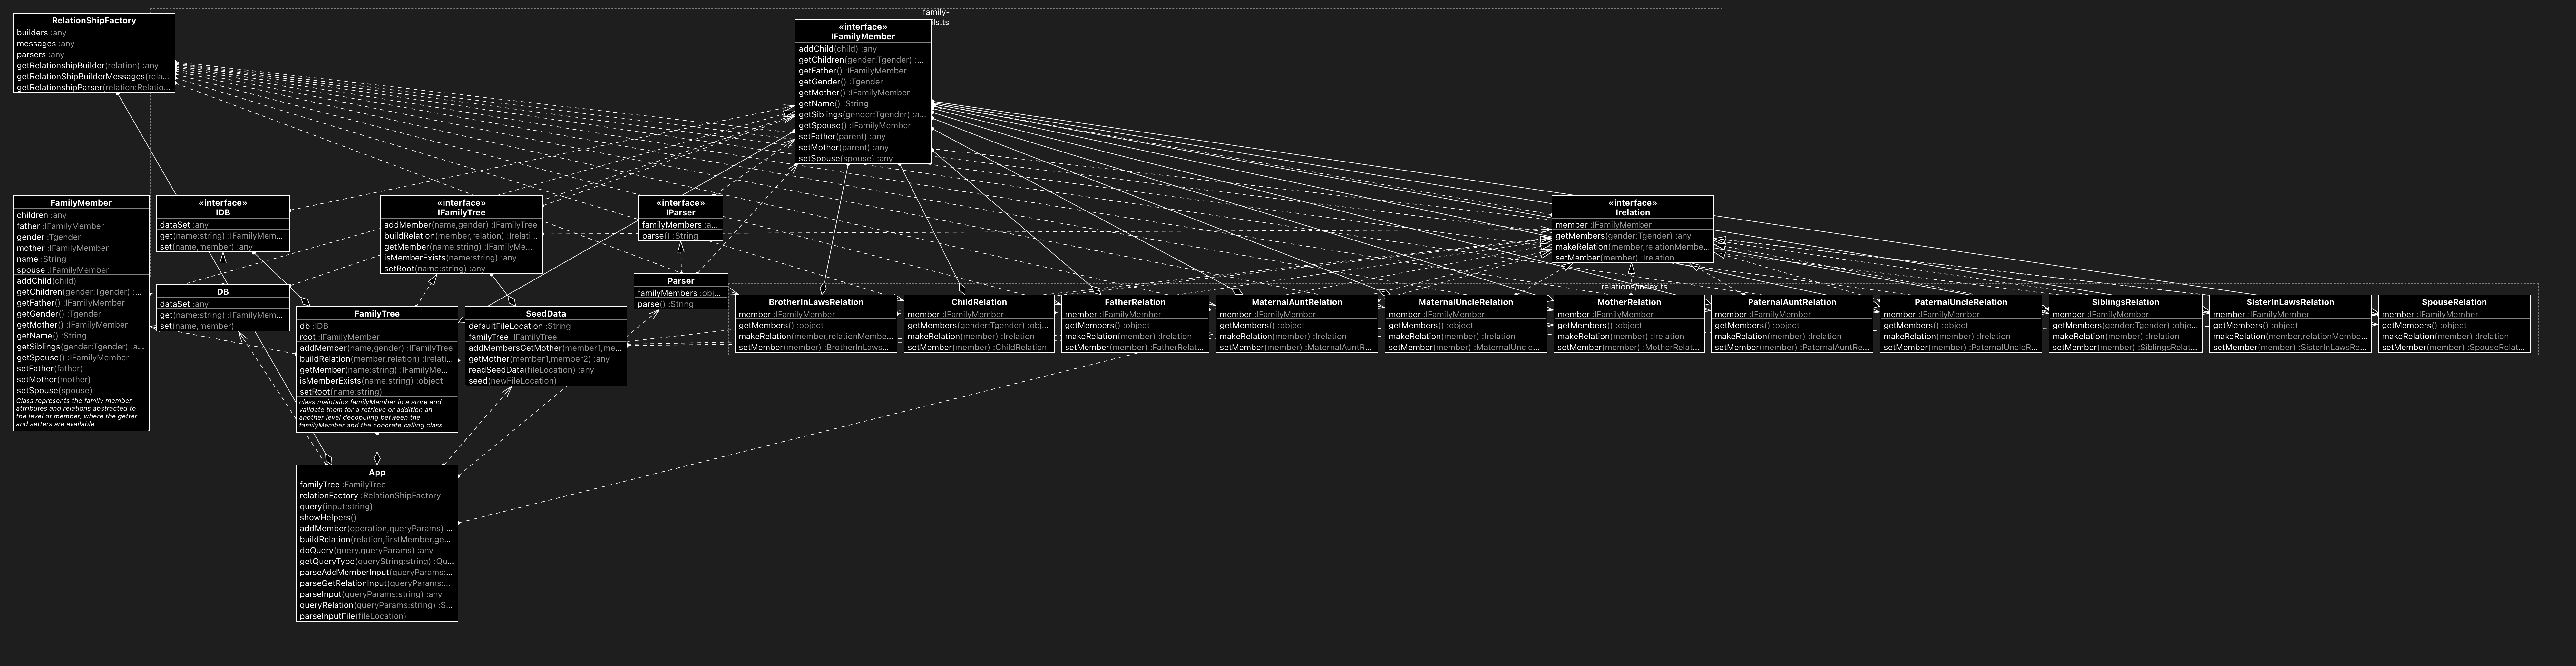 family-
ils.ts
RelationShipFactory
builders :any
messages :any
parsers :any
getRelationshipBuilder(relation) :any
getRelationShipBuilderMessages(rela...
getRelationshipParser(relation:Relatio...
«interface»
IFamilyMember
addChild(child) :any
getChildren(gender:Tgender) :...
getFather() :IFamilyMember
getGender() :Tgender
getMother() :IFamilyMember
getName() :String
getSiblings(gender:Tgender) :a...
getSpouse() :IFamilyMember
setFather(parent) :any
setMother(parent) :any
setSpouse(spouse) :any
FamilyMember
children :any
father :IFamilyMember
gender :Tgender
mother :IFamilyMember
name :String
spouse :IFamilyMember
addChild(child)
getChildren(gender:Tgender) :...
getFather() :IFamilyMember
getGender() :Tgender
getMother() :IFamilyMember
getName() :String
getSiblings(gender:Tgender) :a...
getSpouse() :IFamilyMember
setFather(father)
setMother(mother)
setSpouse(spouse)
Class represents the family member
attributes and relations abstracted to
the level of member, where the getter
and setters are available
«interface»
IDB
dataSet :any
get(name:string) :IFamilyMem...
set(name,member) :any
«interface»
IFamilyTree
addMember(name,gender) :IFamilyTree
buildRelation(member,relation) :Irelati...
getMember(name:string) :IFamilyMe...
isMemberExists(name:string) :any
setRoot(name:string) :any
«interface»
IParser
familyMembers :a...
parse() :String
«interface»
Irelation
member :IFamilyMember
getMembers(gender:Tgender) :any
makeRelation(member,relationMembe...
setMember(member) :Irelation
DB
dataSet :any
get(name:string) :IFamilyMem...
set(name,member)
Parser
familyMembers :obj...
parse() :String
relations/index.ts
FamilyTree
db :IDB
root :IFamilyMember
addMember(name,gender) :IFamilyTree
buildRelation(member,relation) :Irelati...
getMember(name:string) :IFamilyMe...
isMemberExists(name:string) :object
setRoot(name:string)
class maintains familyMember in a store and
validate them for a retrieve or addition an
another level decopuling between the
familyMember and the concrete calling class
SeedData
defaultFileLocation :String
familyTree :IFamilyTree
addMembersGetMother(member1,me...
getMother(member1,member2) :any
readSeedData(fileLocation) :any
seed(newFileLocation)
BrotherInLawsRelation
member :IFamilyMember
getMembers() :object
makeRelation(member,relationMembe...
setMember(member) :BrotherInLaws...
ChildRelation
member :IFamilyMember
getMembers(gender:Tgender) :obj...
makeRelation(member) :Irelation
setMember(member) :ChildRelation
FatherRelation
member :IFamilyMember
getMembers() :object
makeRelation(member) :Irelation
setMember(member) :FatherRelat...
MaternalAuntRelation
member :IFamilyMember
getMembers() :object
makeRelation(member) :Irelation
setMember(member) :MaternalAuntR...
MaternalUncleRelation
member :IFamilyMember
getMembers() :object
makeRelation(member) :Irelation
setMember(member) :MaternalUncle...
MotherRelation
member :IFamilyMember
getMembers() :object
makeRelation(member) :Irelation
setMember(member) :MotherRelat...
PaternalAuntRelation
member :IFamilyMember
getMembers() :object
makeRelation(member) :Irelation
setMember(member) :PaternalAuntRe...
PaternalUncleRelation
member :IFamilyMember
getMembers() :object
makeRelation(member) :Irelation
setMember(member) :PaternalUncleR...
SiblingsRelation
member :IFamilyMember
getMembers(gender:Tgender) :obje...
makeRelation(member) :Irelation
setMember(member) :SiblingsRelat...
SisterInLawsRelation
member :IFamilyMember
getMembers() :object
makeRelation(member,relationMembe...
setMember(member) :SisterInLawsRe...
SpouseRelation
member :IFamilyMember
getMembers() :object
makeRelation(member) :Irelation
setMember(member) :SpouseRelat...
App
familyTree :FamilyTree
relationFactory :RelationShipFactory
query(input:string)
showHelpers()
addMember(operation,queryParams) ...
buildRelation(relation,firstMember,ge...
doQuery(query,queryParams) :any
getQueryType(queryString:string) :Qu...
parseAddMemberInput(queryParams:...
parseGetRelationInput(queryParams:...
parseInput(queryParams:string) :any
queryRelation(queryParams:string) :S...
parseInputFile(fileLocation)